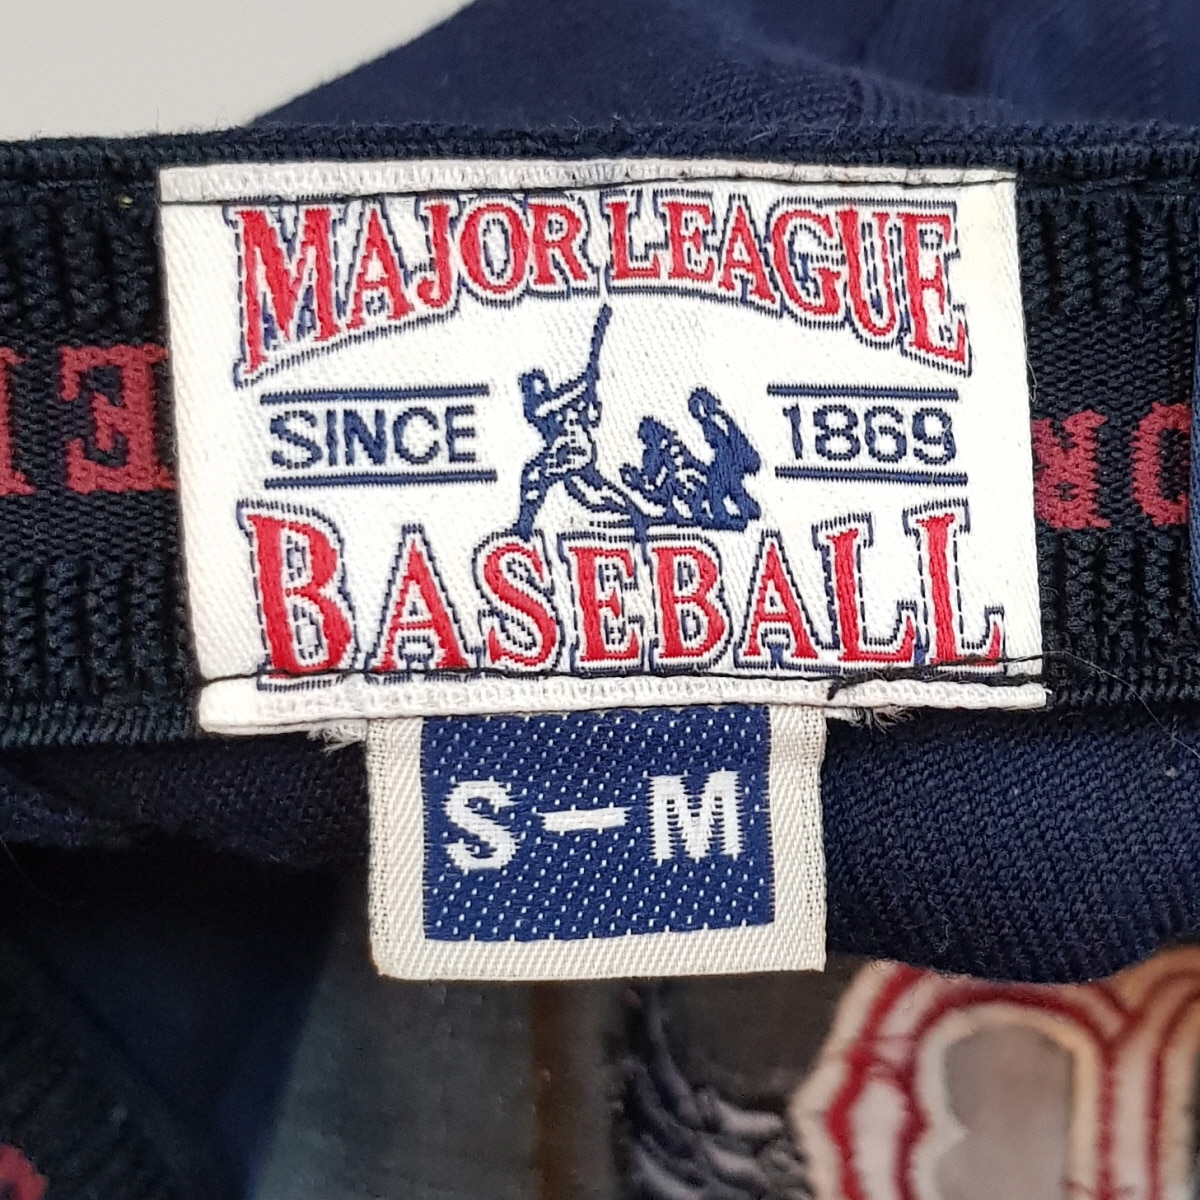 MAJOR LEAGUE
SINCE 1869
BASEBALL
S-M